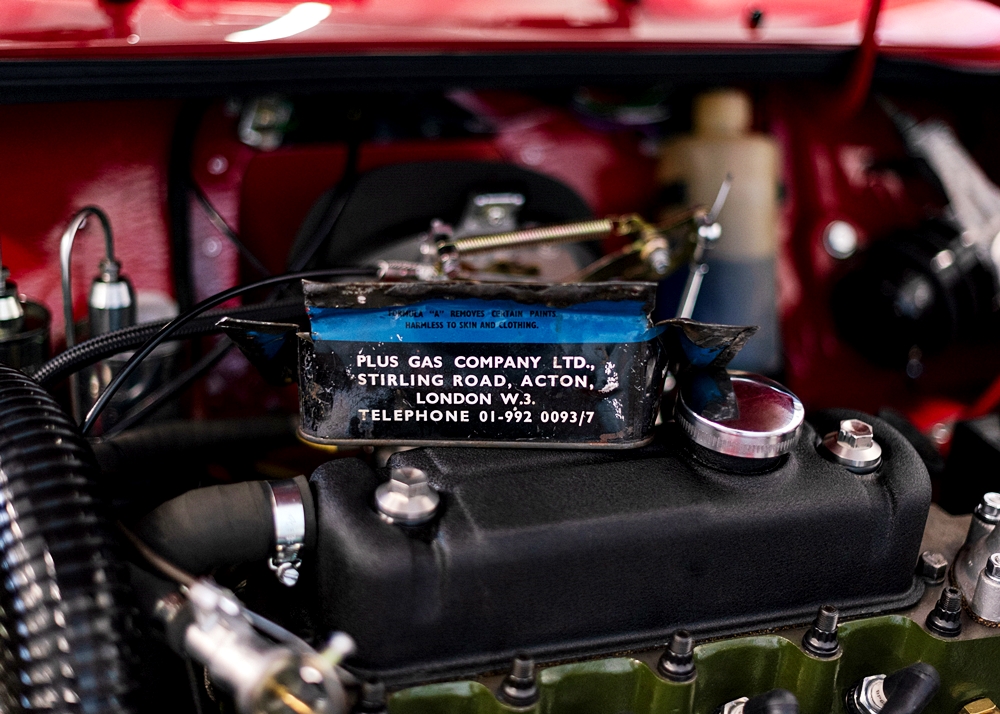 FORMULA "A" REMOVES CERTAIN PAINTS.
HARMLESS TO SKIN AND CLOTHING.
PLUS GAS COMPANY LTD.,
STIRLING ROAD, ACTON,
LONDON W.3.
TELEPHONE 01-992 0093/7